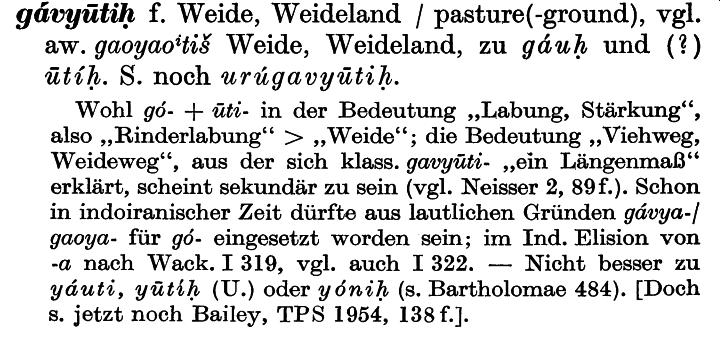 gávyūtiḥ f. Weide, Weideland / pasture(-ground), vgl.
aw. gaoyaoⁱtiš Weide, Weideland, zu gáuḥ und (?)
ūtíḥ. S. noch urúgavyūtiḥ.
Wohl gó- + ūti- in der Bedeutung „Labung, Stärkung“,
also „Rinderlabung“ > „Weide“; die Bedeutung „Viehweg,
Weideweg“, aus der sich klass. gavyūti- „ein Längenmaß“
erklärt, scheint sekundär zu sein (vgl. Neisser 2, 89f.). Schon
in indoiranischer Zeit dürfte aus lautlichen Gründen gávya-/
gaoya- für gó- eingesetzt worden sein; im Ind. Elision von
-a nach Wack. I 319, vgl. auch I 322. — Nicht besser zu
yáuti, yūtíḥ (U.) oder yóniḥ (s. Bartholomae 484). [Doch
s. jetzt noch Bailey, TPS 1954, 138f.].